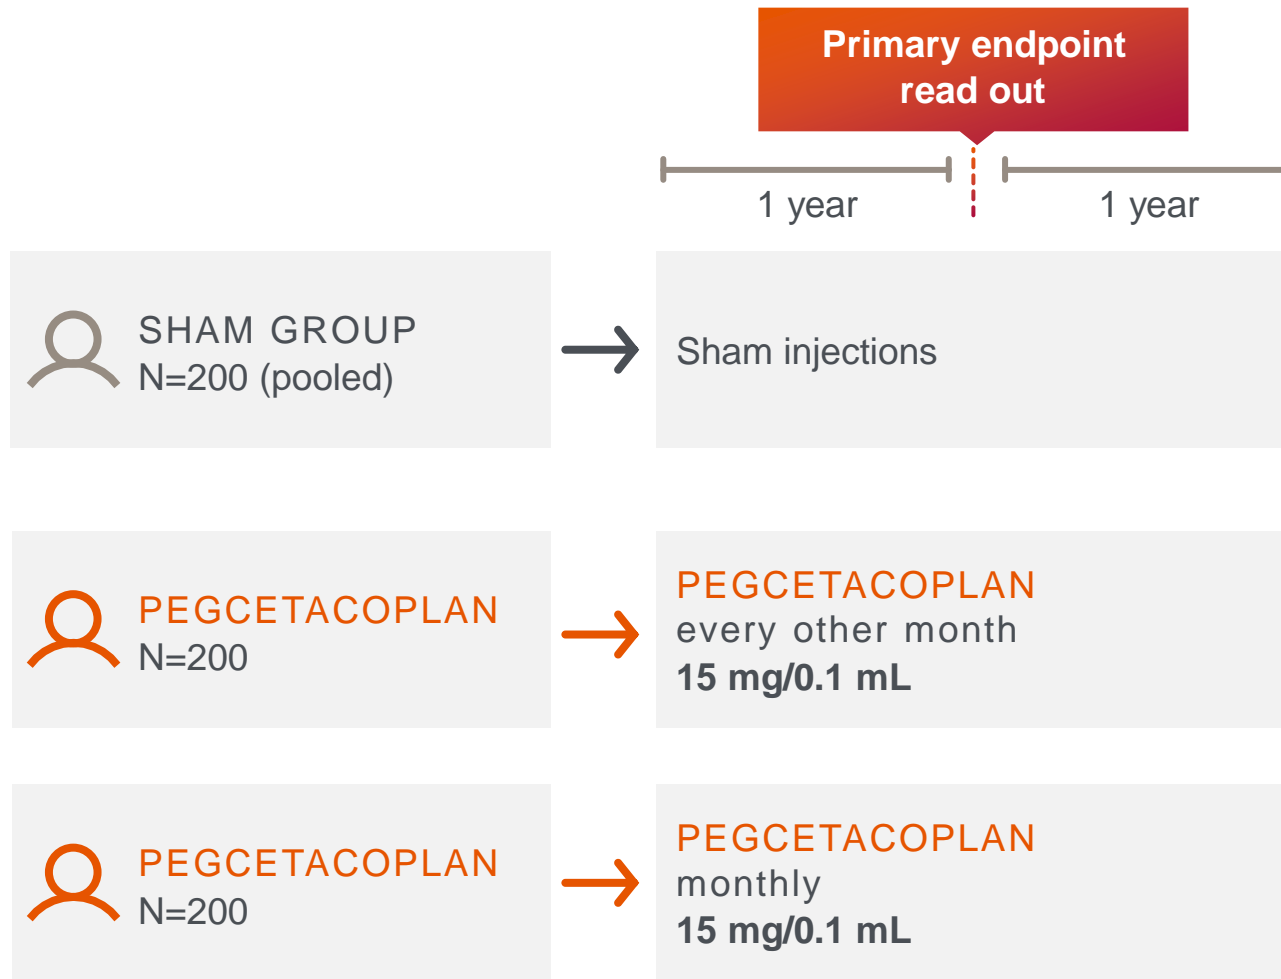 Primary endpoint
read out
1 year
1 year
SHAM GROUP
N=200 (pooled)
Sham injections
PEGCETACOPLAN
N=200
PEGCETACOPLAN
every other month
15 mg/0.1 mL
PEGCETACOPLAN
N=200
PEGCETACOPLAN
monthly
15 mg/0.1 mL